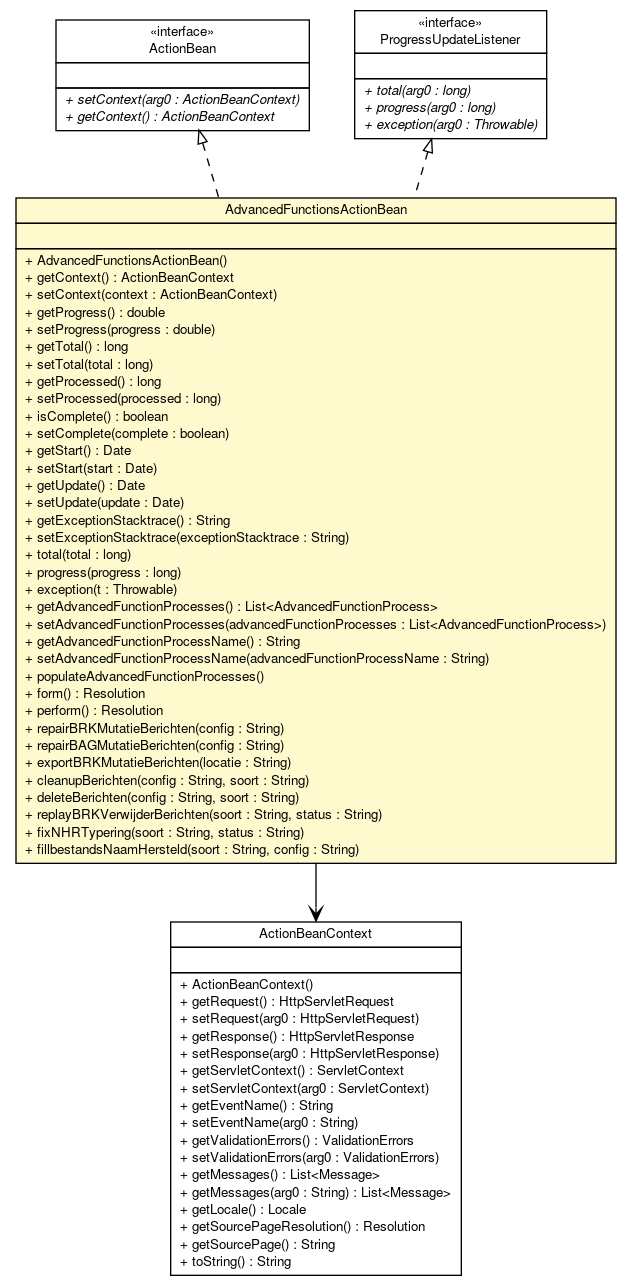 «interface»
ActionBean
+ setContext(arg0 : ActionBeanContext)
+ getContext() : ActionBeanContext
«interface»
ProgressUpdateListener
+ total(arg0 : long)
+ progress(arg0 : long)
+ exception(arg0 : Throwable)
AdvancedFunctionsActionBean
+ AdvancedFunctionsActionBean()
+ getContext() : ActionBeanContext
+ setContext(context : ActionBeanContext)
+ getProgress() : double
+ setProgress(progress : double)
+ getTotal() : long
+ setTotal(total : long)
+ getProcessed() : long
+ setProcessed(processed : long)
+ isComplete() : boolean
+ setComplete(complete : boolean)
+ getStart() : Date
+ setStart(start : Date)
+ getUpdate() : Date
+ setUpdate(update : Date)
+ getExceptionStacktrace() : String
+ setExceptionStacktrace(exceptionStacktrace : String)
+ total(total : long)
+ progress(progress : long)
+ exception(t : Throwable)
+ getAdvancedFunctionProcesses() : List<AdvancedFunctionProcess>
+ setAdvancedFunctionProcesses(advancedFunctionProcesses : List<AdvancedFunctionProcess>)
+ getAdvancedFunctionProcessName() : String
+ setAdvancedFunctionProcessName(advancedFunctionProcessName : String)
+ populateAdvancedFunctionProcesses()
+ form() : Resolution
+ perform() : Resolution
+ repairBRKMutatieBerichten(config : String)
+ repairBAGMutatieBerichten(config : String)
+ exportBRKMutatieBerichten(locatie : String)
+ cleanupBerichten(config : String, soort : String)
+ deleteBerichten(config : String, soort : String)
+ replayBRKVerwijderBerichten(soort : String, status : String)
+ fixNHRTypering(soort : String, status : String)
+ fillbestandsNaamHersteld(soort : String, config : String)
ActionBeanContext
+ ActionBeanContext()
+ getRequest() : HttpServletRequest
+ setRequest(arg0 : HttpServletRequest)
+ getResponse() : HttpServletResponse
+ setResponse(arg0 : HttpServletResponse)
+ getServletContext() : ServletContext
+ setServletContext(arg0 : ServletContext)
+ getEventName() : String
+ setEventName(arg0 : String)
+ getValidationErrors() : ValidationErrors
+ setValidationErrors(arg0 : ValidationErrors)
+ getMessages() : List<Message>
+ getMessages(arg0 : String) : List<Message>
+ getLocale() : Locale
+ getSourcePageResolution() : Resolution
+ getSourcePage() : String
+ toString() : String